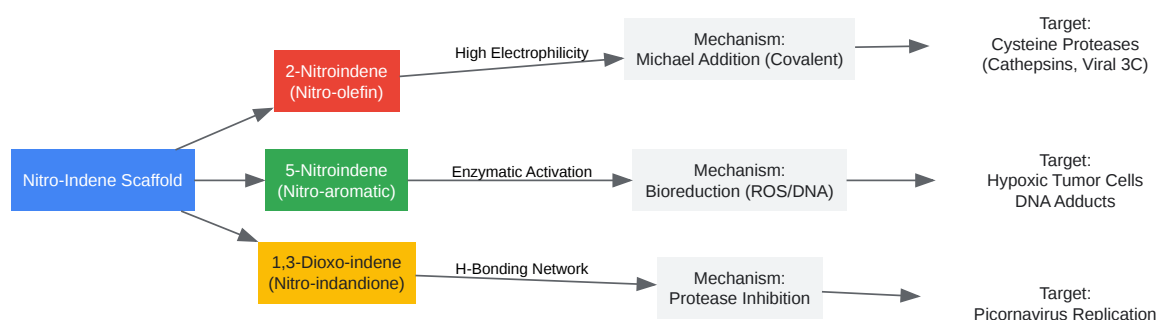 Nitro-Indene Scaffold
2-Nitroindene
(Nitro-olefin)
High Electrophilicity
Mechanism:
Michael Addition (Covalent)
Target:
Cysteine Proteases
(Cathepsins, Viral 3C)
5-Nitroindene
(Nitro-aromatic)
Enzymatic Activation
Mechanism:
Bioreduction (ROS/DNA)
Target:
Hypoxic Tumor Cells
DNA Adducts
1,3-Dioxo-indene
(Nitro-indandione)
H-Bonding Network
Mechanism:
Protease Inhibition
Target:
Picornavirus Replication